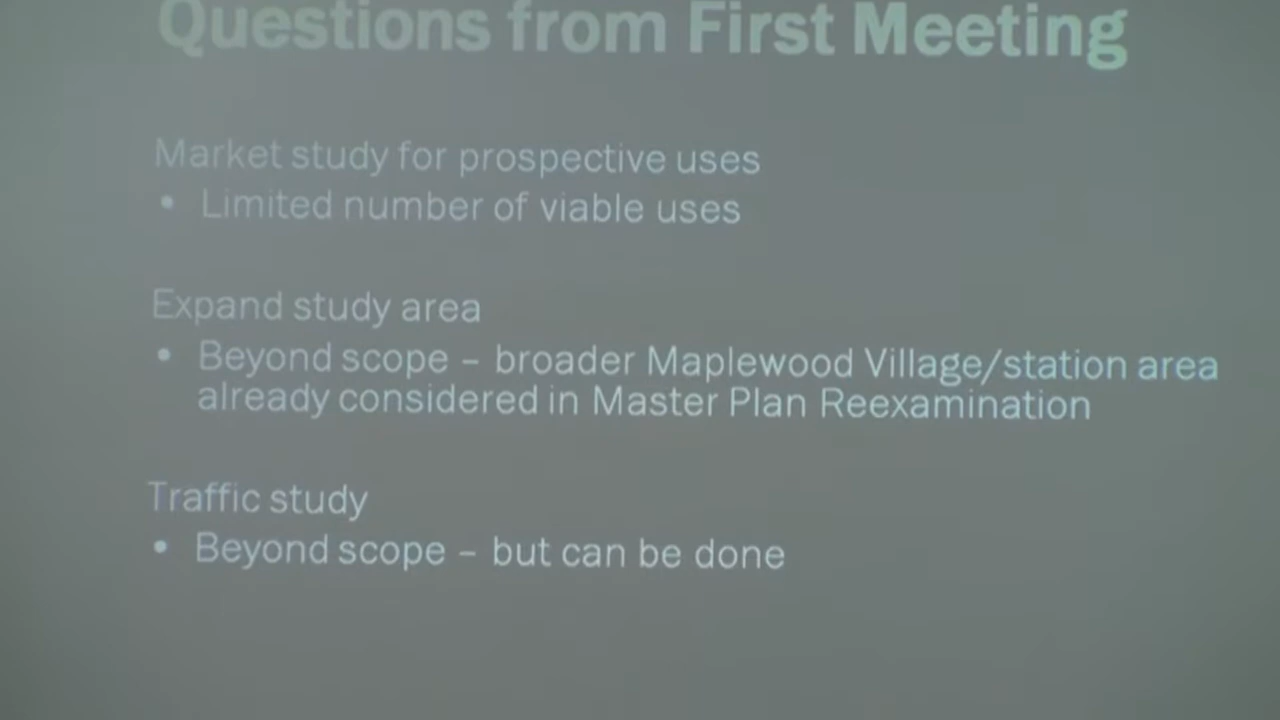 Questions from First Meeting
Market study for prospective uses
• Limited number of viable uses
Expand study area
• Beyond scope – broader Maplewood Village/station area
already considered in Master Plan Reexamination
Traffic study
• Beyond scope – but can be done